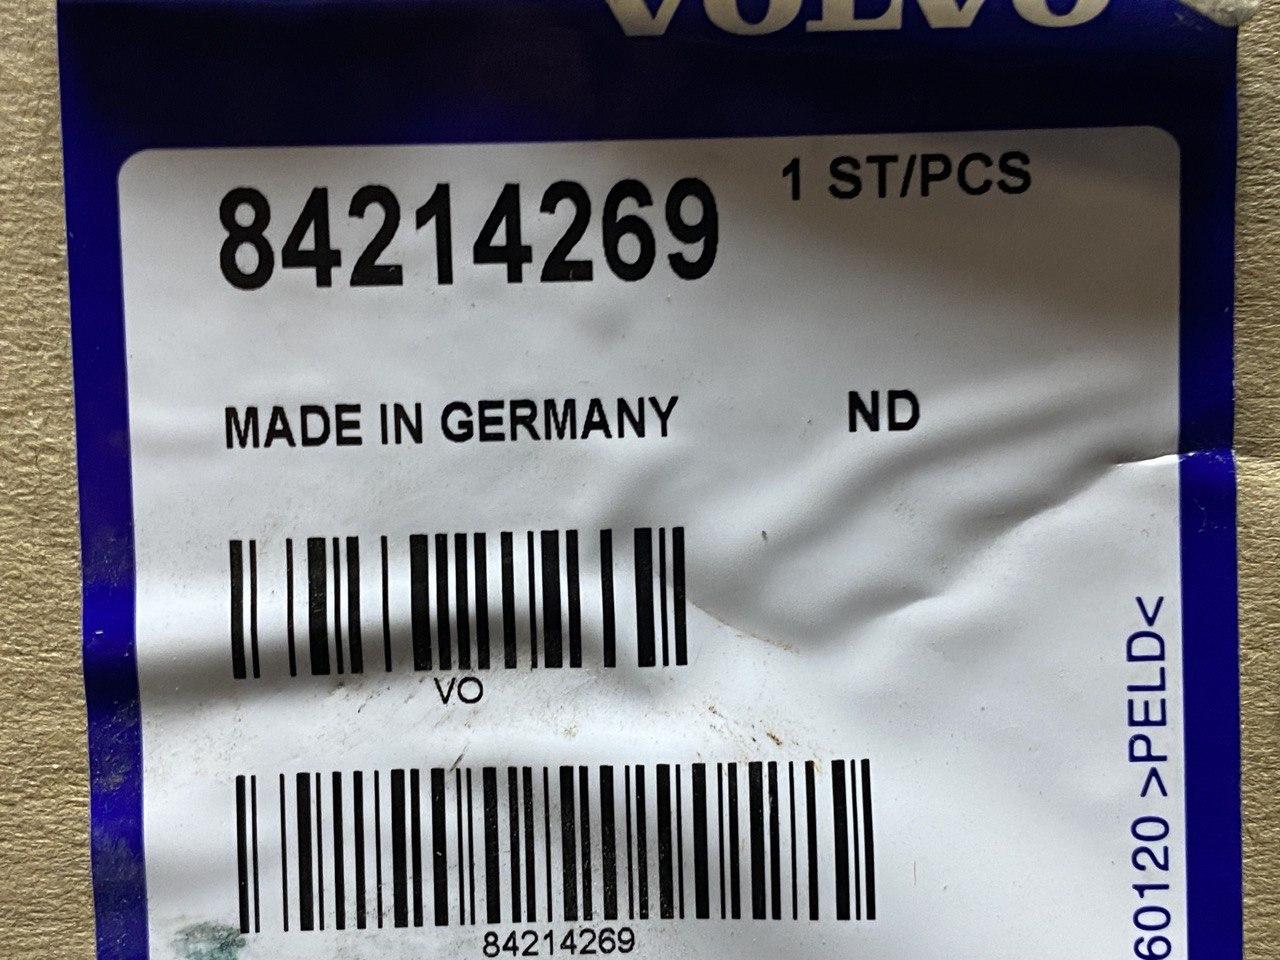 VOLVO
84214269
1 ST/PCS
MADE IN GERMANY
ND
VO
84214269
60120 >PELD<